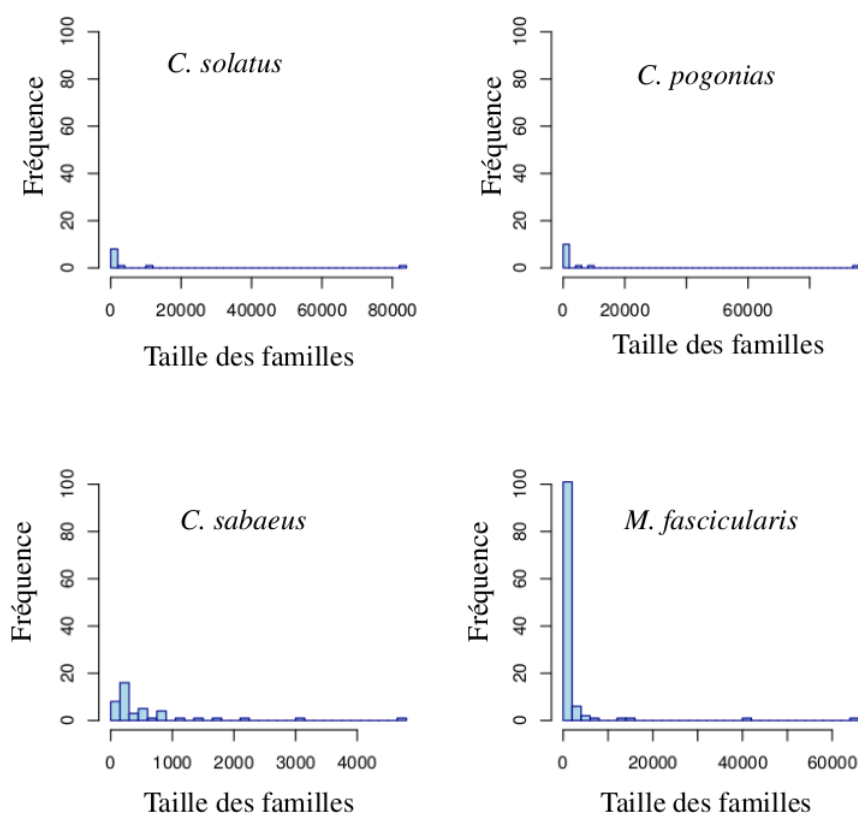 100
80
60
40
20
0
Fréquence
C. solatus
0 20000 40000 60000 80000
Taille des familles
100
80
60
40
20
0
Fréquence
C. pogonias
0 20000 60000
Taille des familles
100
80
60
40
20
0
Fréquence
C. sabaeus
0 1000 2000 3000 4000
Taille des familles
100
80
60
40
20
0
Fréquence
M. fascicularis
0 20000 40000 60000
Taille des familles